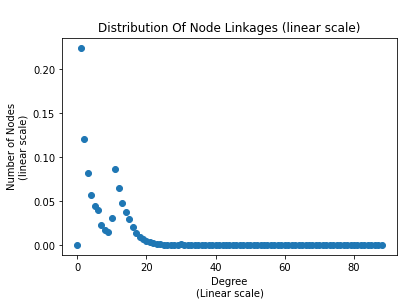 Distribution Of Node Linkages (linear scale)
Number of Nodes
(linear scale)
0.20
0.15
0.10
0.05
0.00
0 20 40 60 80
Degree
(Linear scale)